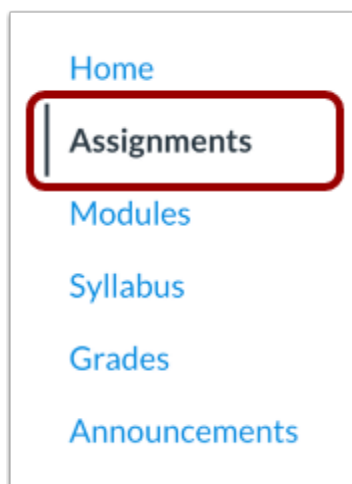 Home
Assignments
Modules
Syllabus
Grades
Announcements